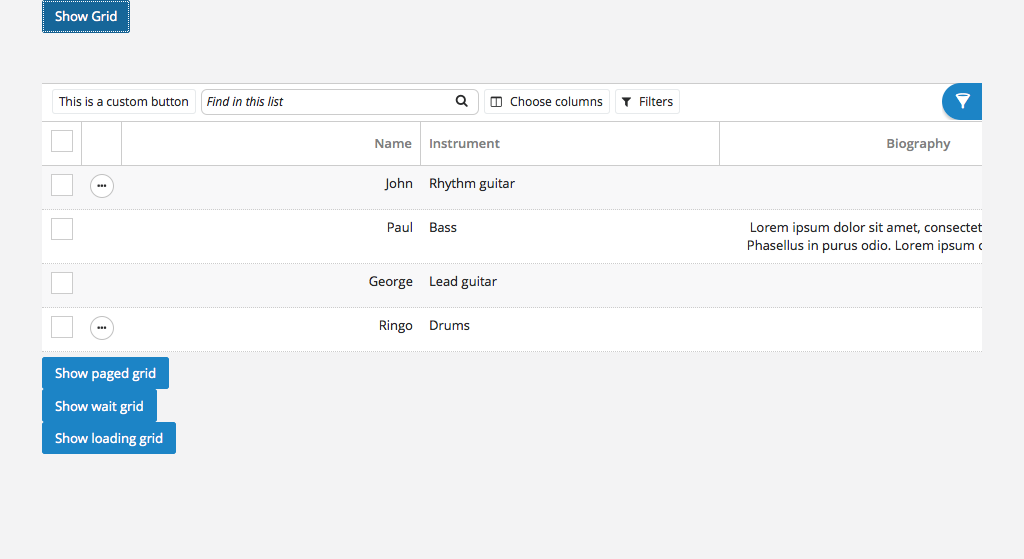 Show Grid
This is a custom button Find in this list Choose columns Filters
Name Instrument Biography
John Rhythm guitar
Paul Bass Lorem ipsum dolor sit amet, consectet
Phasellus in purus odio. Lorem ipsum
George Lead guitar
Ringo Drums
Show paged grid
Show wait grid
Show loading grid